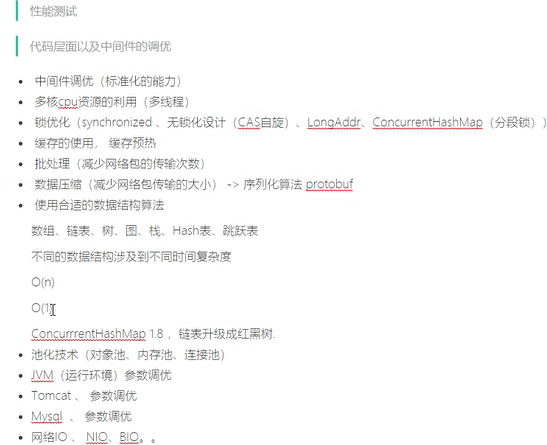 性能测试
代码层面以及中间件的调优
• 中间件调优（标准化的能力）
• 多核cpu资源的利用（多线程）
• 锁优化（synchronized 、无锁化设计（CAS自旋）、LongAddr、ConcurrentHashMap（分段锁））
• 缓存的使用， 缓存预热
• 批处理（减少网络包的传输次数）
• 数据压缩（减少网络包传输的大小） -> 序列化算法 protobuf
• 使用合适的数据结构算法
数组、链表、树、图、栈、Hash表、跳跃表
不同的数据结构涉及到不同时间复杂度
O(n)
O(1)
ConcurrrentHashMap 1.8 ，链表升级成红黑树.
• 池化技术（对象池、内存池、连接池）
• JVM（运行环境）参数调优
• Tomcat 、 参数调优
• Mysql 、 参数调优
• 网络IO 、 NIO、BIO。。